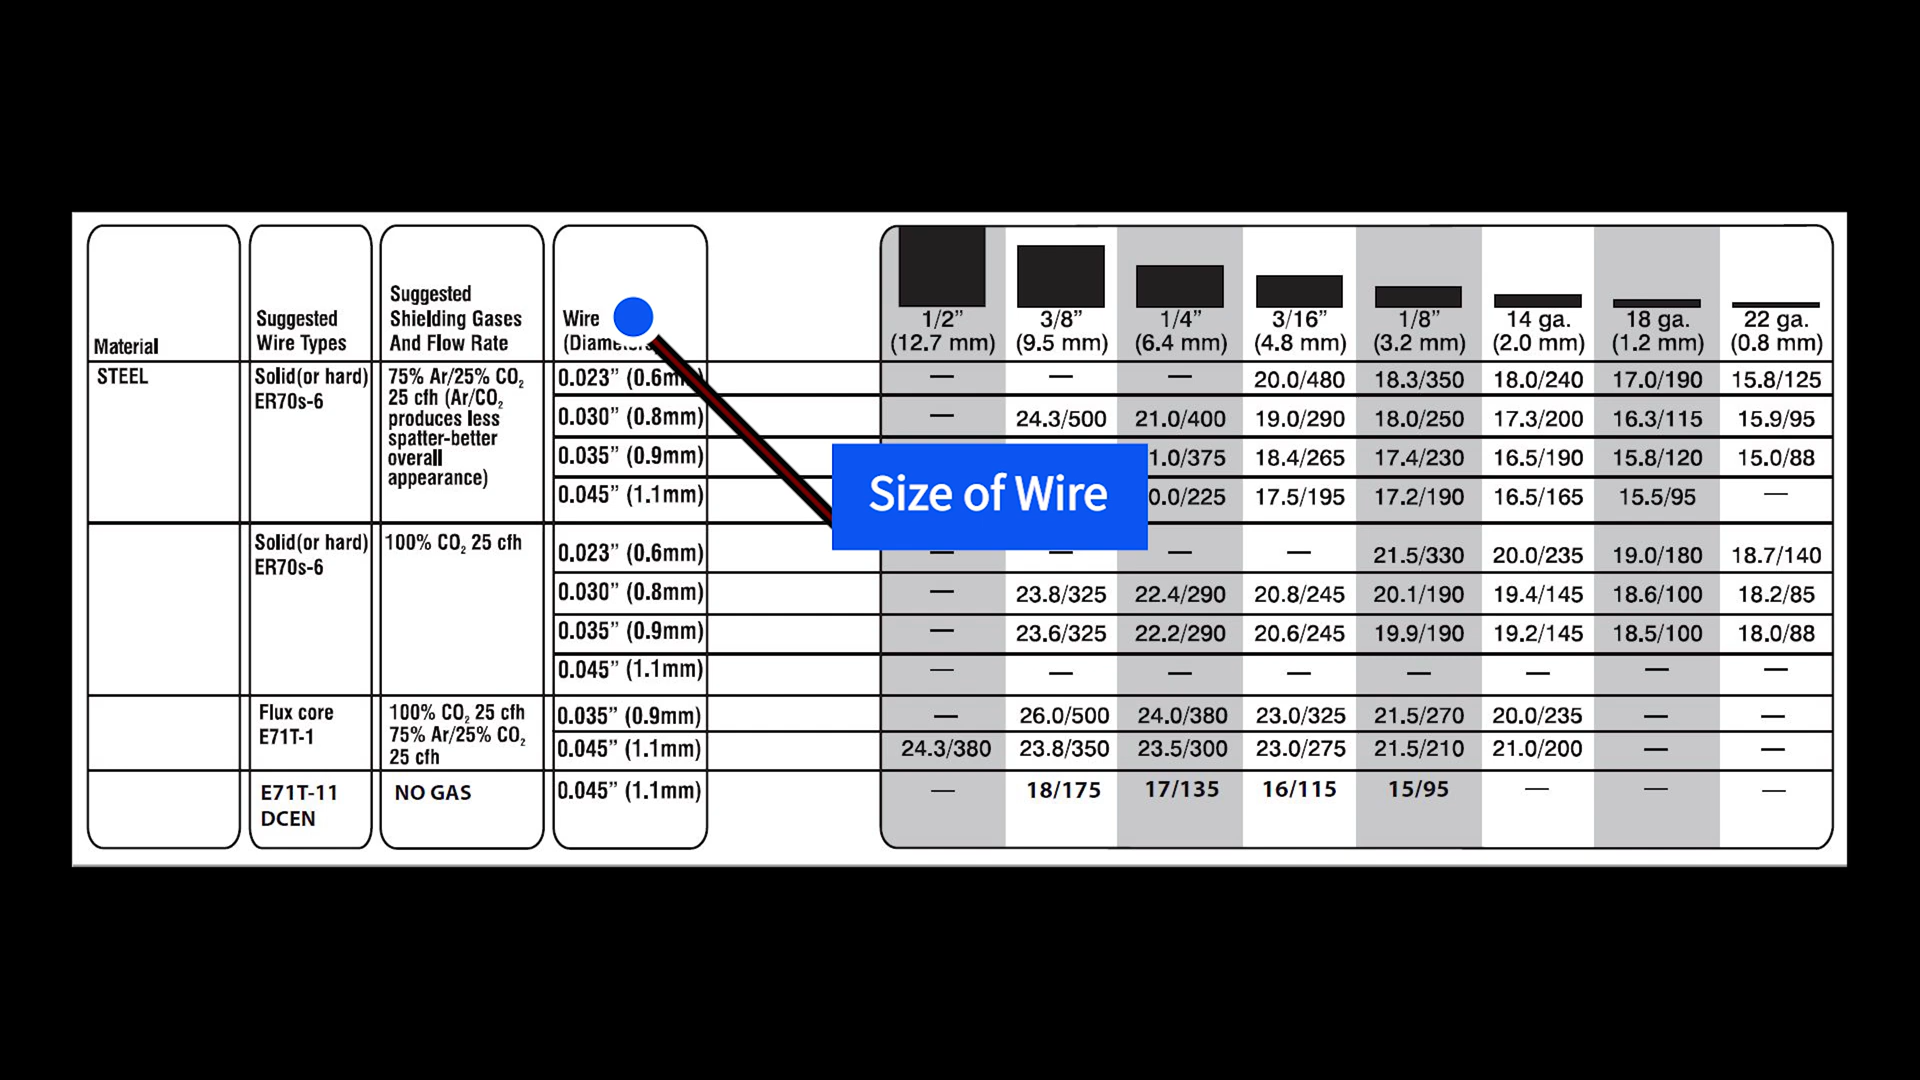 Material
Suggested
Wire Types
Suggested
Shielding Gases
And Flow Rate
Wire
1/2” 3/8” 1/4” 3/16” 1/8” 14 ga. 18 ga. 22 ga.
(12.7 mm) (9.5 mm) (6.4 mm) (4.8 mm) (3.2 mm) (2.0 mm) (1.2 mm) (0.8 mm)
STEEL
Solid(or hard)
ER70s-6
75% Ar/25% CO₂
25 cfh (Ar/CO₂
produces less
spatter-better
overall
appearance)
0.023” — — — 20.0/480 18.3/350 18.0/240 17.0/190 15.8/125
0.030” (0.8mm) — 24.3/500 21.0/400 19.0/290 18.0/250 17.3/200 16.3/115 15.9/95
0.035” (0.9mm) 18.4/265 17.4/230 16.5/190 15.8/120 15.0/88
0.045” (1.1mm) 17.5/195 17.2/190 16.5/165 15.5/95 —
Size of Wire
Solid(or hard)
ER70s-6
100% CO₂ 25 cfh
0.023” (0.6mm) — — — — 21.5/330 20.0/235 19.0/180 18.7/140
0.030” (0.8mm) — 23.8/325 22.4/290 20.8/245 20.1/190 19.4/145 18.6/100 18.2/85
0.035” (0.9mm) — 23.6/325 22.2/290 20.6/245 19.9/190 19.2/145 18.5/100 18.0/88
0.045” (1.1mm) — — — — — — — —
Flux core
E71T-1
100% CO₂ 25 cfh
75% Ar/25% CO₂
25 cfh
0.035” (0.9mm) — 26.0/500 24.0/380 23.0/325 21.5/270 20.0/235 — —
0.045” (1.1mm) 24.3/380 23.8/350 23.5/300 23.0/275 21.5/210 21.0/200 — —
E71T-11
DCEN
NO GAS
0.045” (1.1mm) — 18/175 17/135 16/115 15/95 — — —